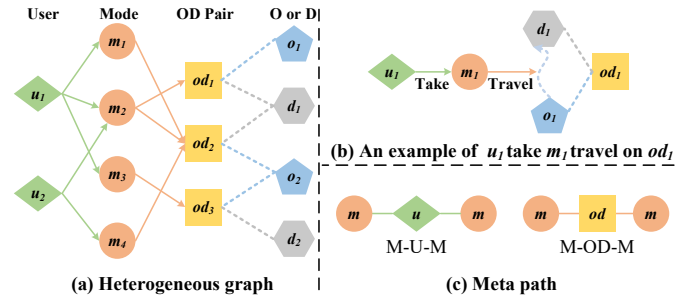 User Mode OD Pair O or D
m1
o1
od1
u1
m2
d1
od2
m3
o2
u2
od3
m4
d2
(a) Heterogeneous graph
d1
u1 m1 od1
Take Travel
o1
(b) An example of u1 take m1 travel on od1
m u m m od m
M-U-M M-OD-M
(c) Meta path